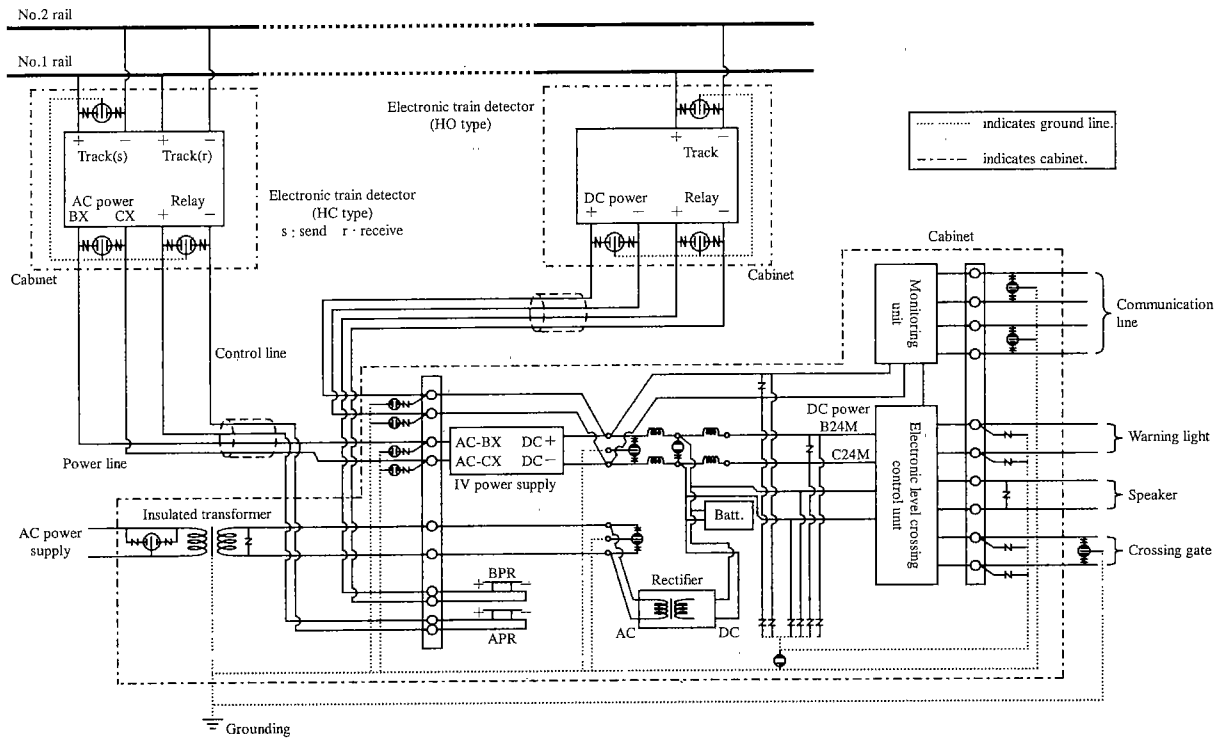 No.2 rail
No.1 rail
Electronic train detector
(HO type)
+ −
Track(s)
+ −
Track(r)
AC power
BX CX
Relay
+ −
Cabinet
Electronic train detector
(HC type)
s : send r · receive
+ −
Track
DC power
+ −
Relay
+ −
Cabinet
indicates ground line.
indicates cabinet.
Cabinet
Monitoring
unit
Communication
line
Control line
Power line
AC-BX DC+
AC-CX DC−
IV power supply
DC power
B24M
C24M
Electronic level crossing
control unit
Warning light
Speaker
Crossing gate
Insulated transformer
AC power
supply
Batt.
BPR
+ −
+ −
APR
Rectifier
AC DC
Grounding